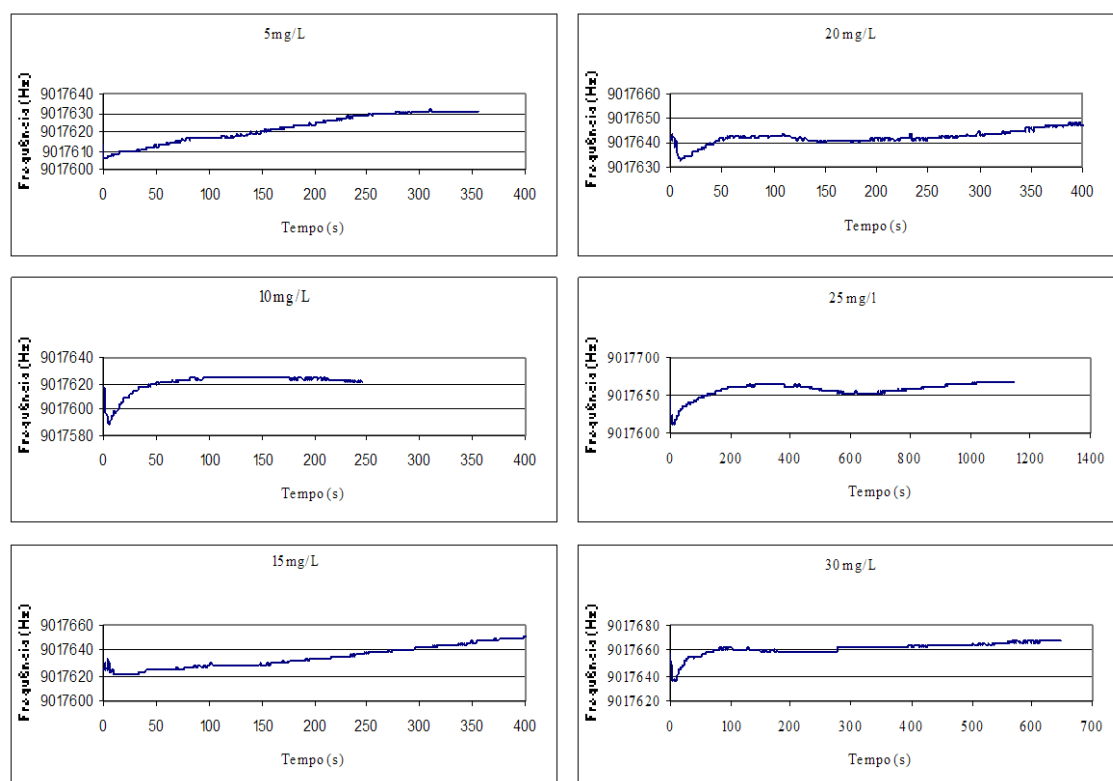 5mg/L
Frequência (Hz)
9017640
9017630
9017620
9017610
9017600
0 50 100 150 200 250 300 350 400
Tempo (s)
20mg/L
Frequência (Hz)
9017660
9017650
9017640
9017630
0 50 100 150 200 250 300 350 400
Tempo (s)
10mg/L
Frequência (Hz)
9017640
9017620
9017600
9017580
0 50 100 150 200 250 300 350 400
Tempo (s)
25mg/l
Frequência (Hz)
9017700
9017650
9017600
0 200 400 600 800 1000 1200 1400
Tempo (s)
15mg/L
Frequência (Hz)
9017660
9017640
9017620
9017600
0 50 100 150 200 250 300 350 400
Tempo (s)
30mg/L
Frequência (Hz)
9017680
9017660
9017640
9017620
0 100 200 300 400 500 600 700
Tempo (s)